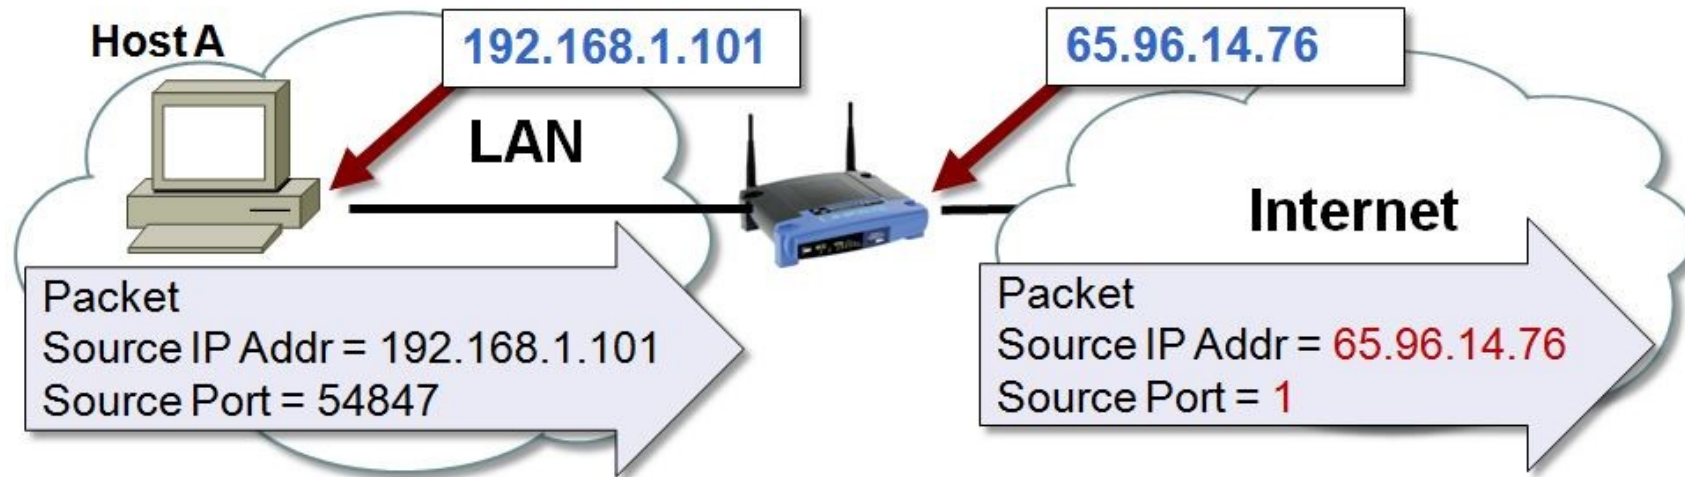 Host A
192.168.1.101
65.96.14.76
LAN
Internet
Packet
Source IP Addr = 192.168.1.101
Source Port = 54847
Packet
Source IP Addr = 65.96.14.76
Source Port = 1